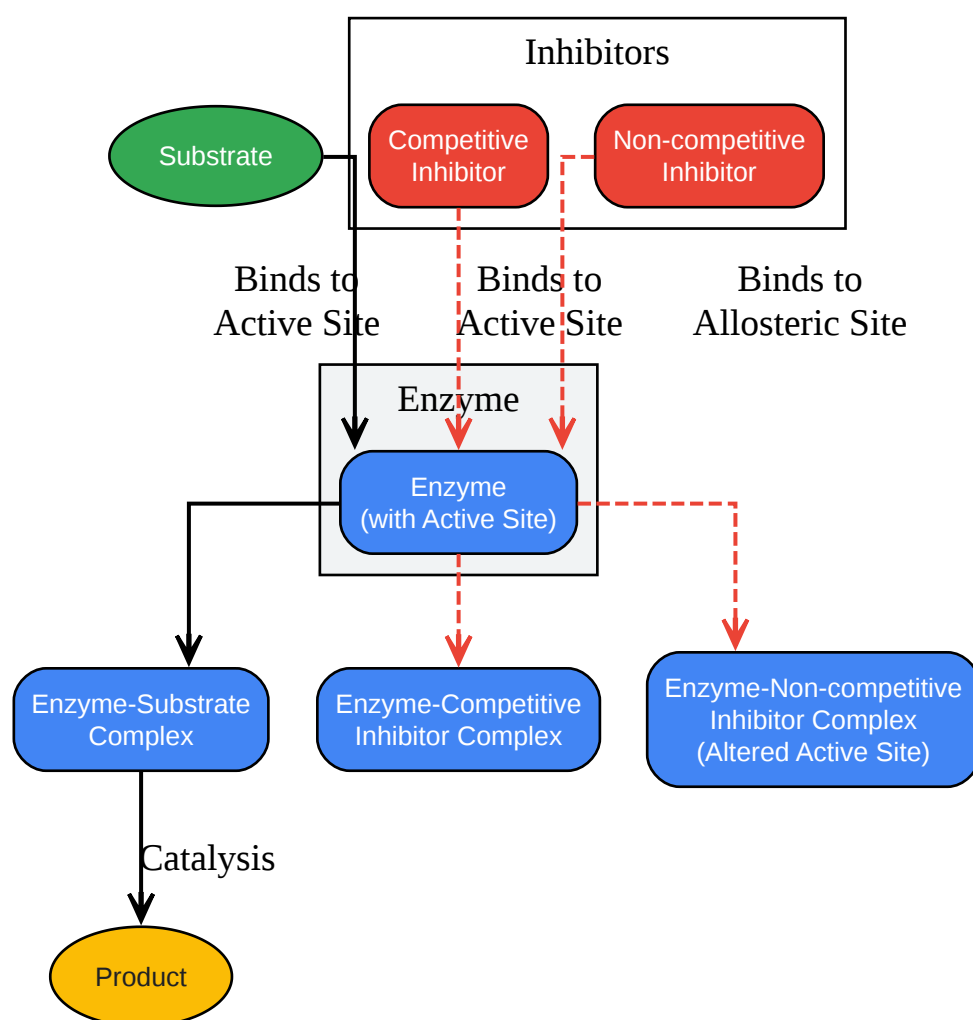 Inhibitors
Substrate
Competitive
Inhibitor
Non-competitive
Inhibitor
Binds to
Active Site
Binds to
Active Site
Binds to
Allosteric Site
Enzyme
Enzyme
(with Active Site)
Enzyme-Substrate
Complex
Enzyme-Competitive
Inhibitor Complex
Enzyme-Non-competitive
Inhibitor Complex
(Altered Active Site)
Catalysis
Product